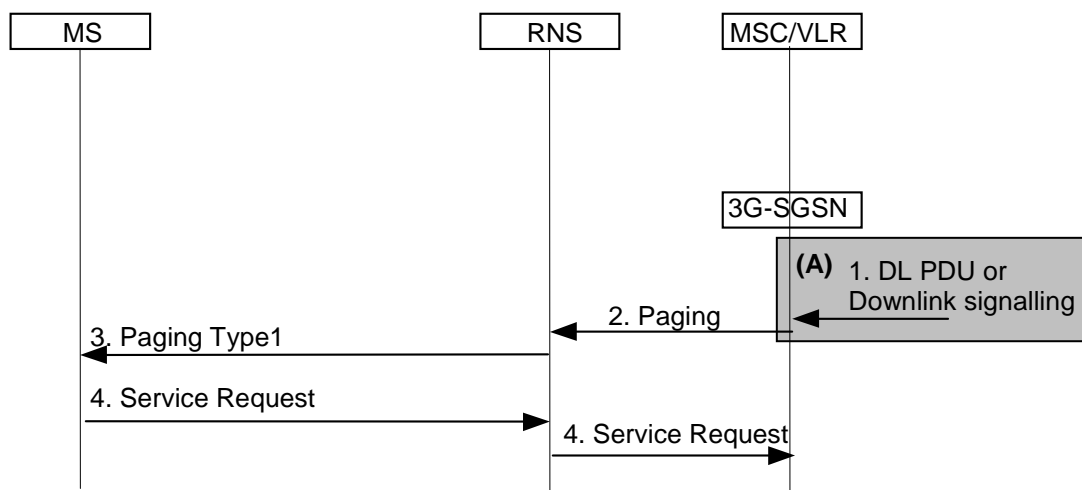 MS
RNS
MSC/VLR
3G-SGSN
(A)
1. DL PDU or
Downlink signalling
2. Paging
3. Paging Type1
4. Service Request
4. Service Request